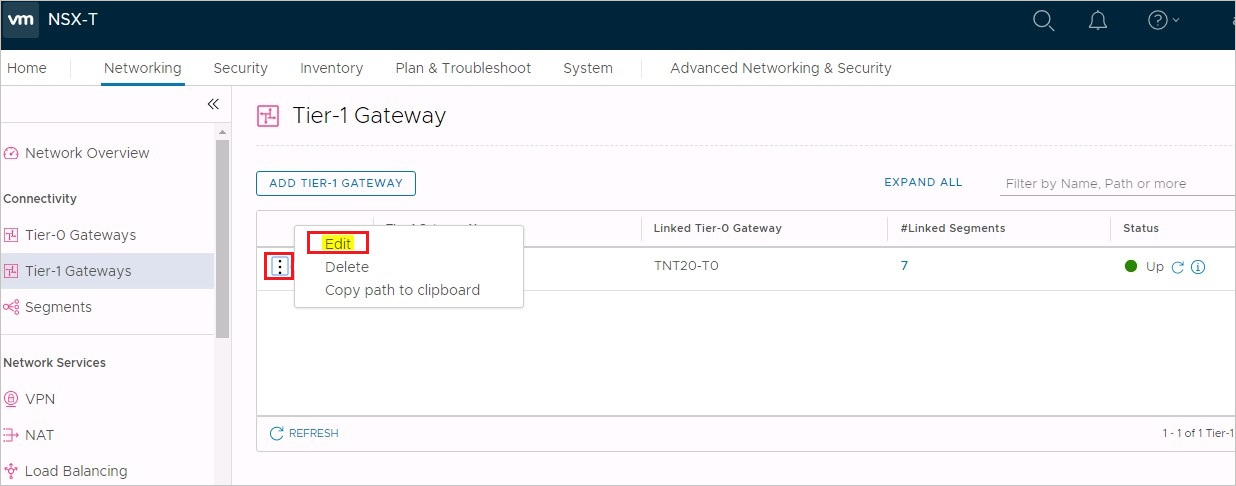 vm NSX-T
Home Networking Security Inventory Plan & Troubleshoot System Advanced Networking & Security
«
Tier-1 Gateway
Network Overview
ADD TIER-1 GATEWAY EXPAND ALL Filter by Name, Path or more
Connectivity
Tier-0 Gateways
Tier-1 Gateways
Segments
Linked Tier-0 Gateway #Linked Segments Status
Edit
Delete
Copy path to clipboard
TNT20-T0 7 Up
Network Services
VPN
NAT
Load Balancing
REFRESH 1 - 1 of 1 Tier-1